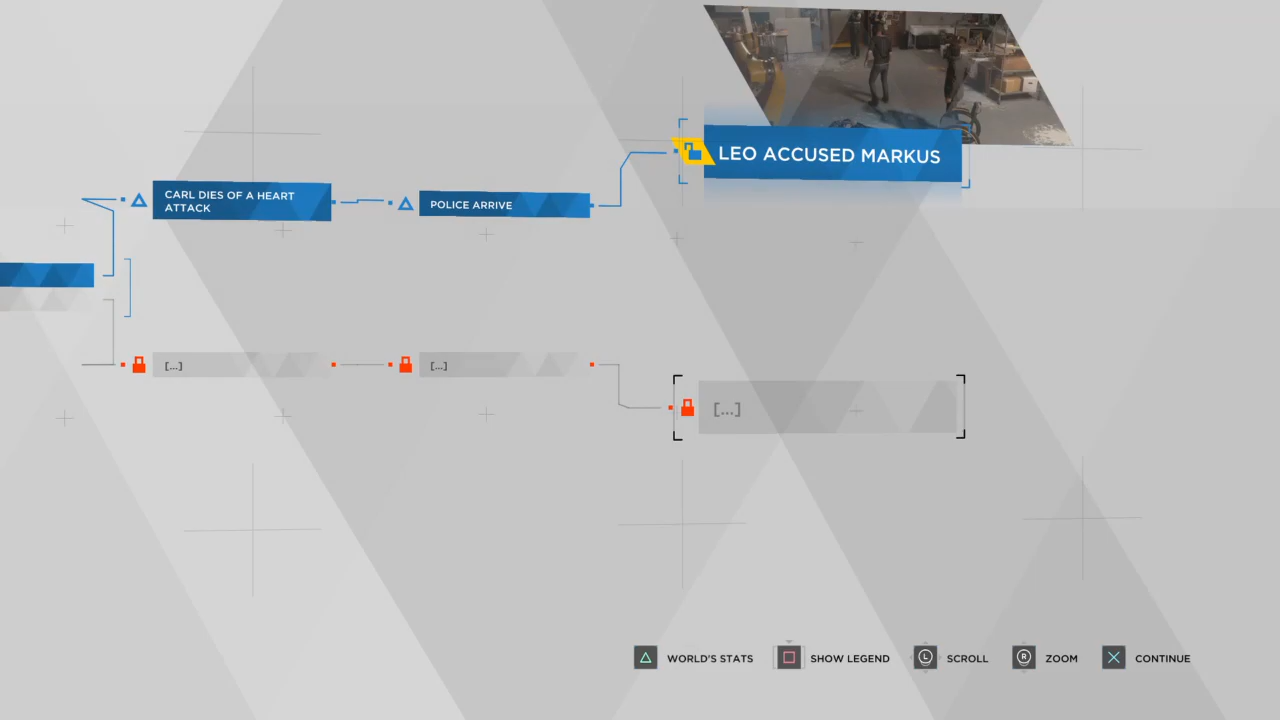 LEO ACCUSED MARKUS
CARL DIES OF A HEART
ATTACK
POLICE ARRIVE
[...]
[...]
[...]
WORLD'S STATS
SHOW LEGEND
L
SCROLL
R
ZOOM
CONTINUE